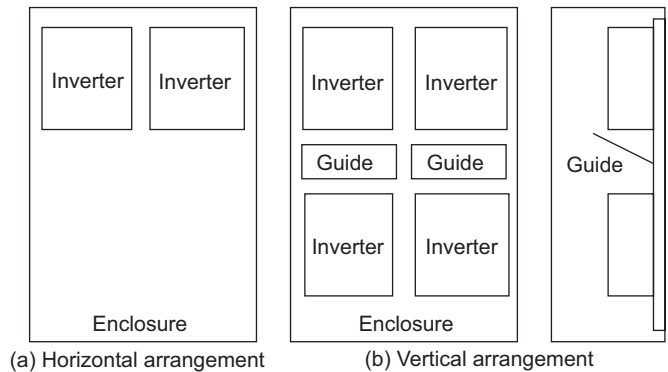 Inverter Inverter
Enclosure
(a) Horizontal arrangement
Inverter Inverter
Guide Guide
Inverter Inverter
Enclosure
Guide
(b) Vertical arrangement